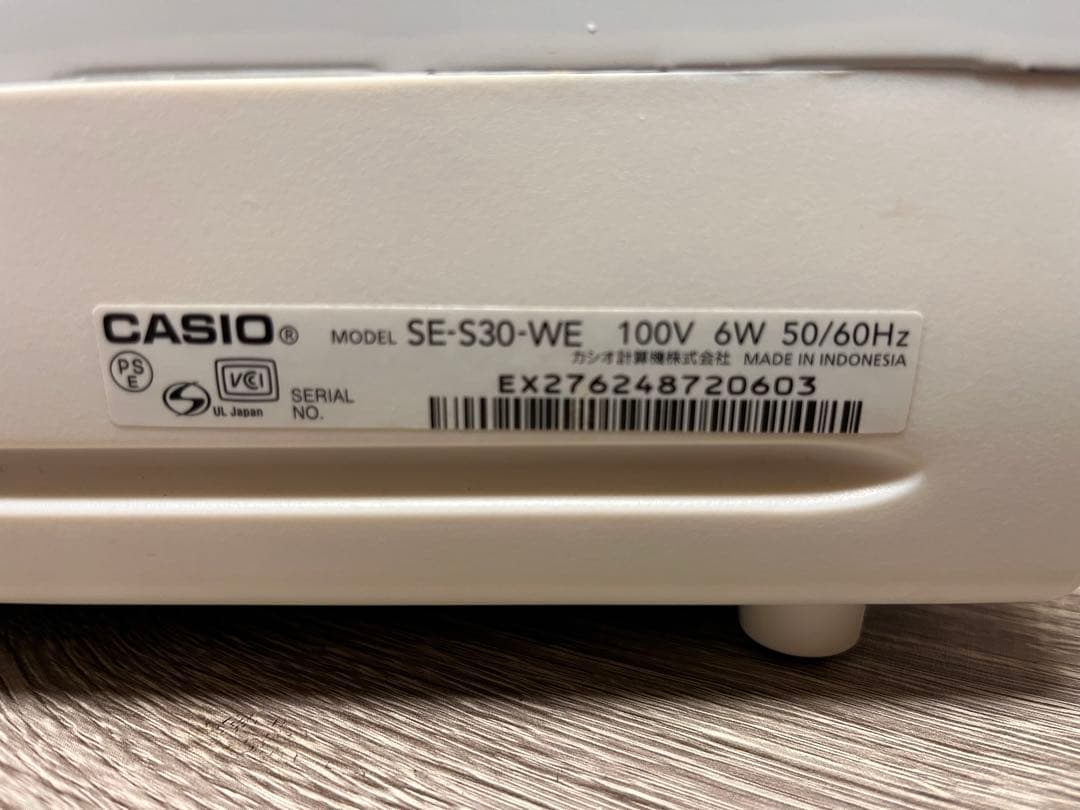 CASIO® MODEL SE-S30-WE 100V 6W 50/60Hz
カシオ計算機株式会社 MADE IN INDONESIA
PS
E
VCI
UL Japan
SERIAL
NO.
EX276248720603